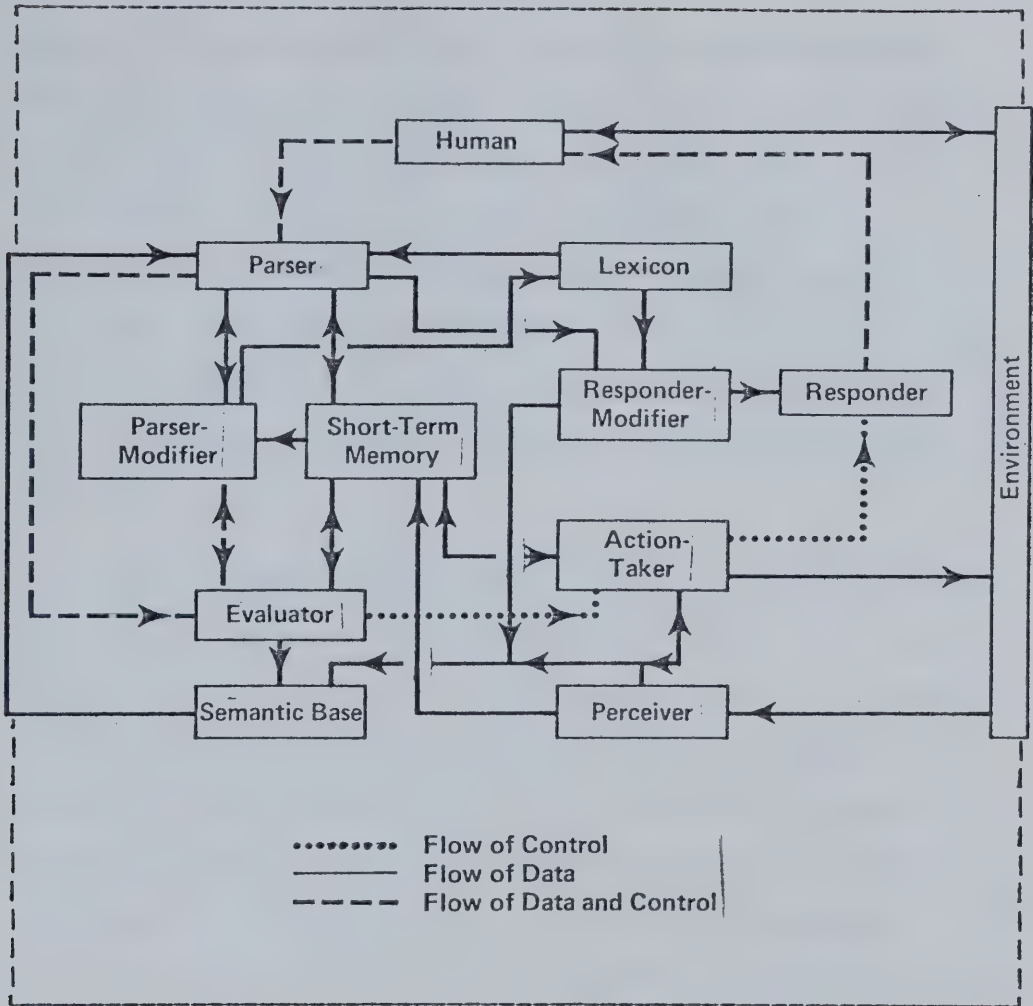 Human
Parser
Lexicon
Parser-
Modifier
Short-Term
Memory
Responder-
Modifier
Responder
Environment
Action-
Taker
Evaluator
Semantic Base
Perceiver
Flow of Control
Flow of Data
Flow of Data and Control